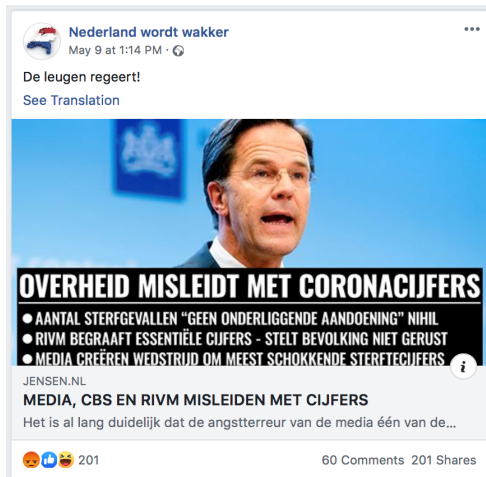 Nederland wordt wakker
May 9 at 1:14 PM ·
De leugen regeert!
See Translation
OVERHEID MISLEIDT MET CORONACIJFERS
● AANTAL STERFGEVALLEN “GEEN ONDERLIGGENDE AANDOENING” NIHIL
● RIVM BEGRAAFT ESSENTIËLE CIJFERS - STELT BEVOLKING NIET GERUST
● MEDIA CREËREN WEDSTRIJD OM MEEST SCHOKKENDE STERFTECIJFERS
i
JENSEN.NL
MEDIA, CBS EN RIVM MISLEIDEN MET CIJFERS
Het is al lang duidelijk dat de angstterreur van de media één van de...
201
60 Comments 201 Shares